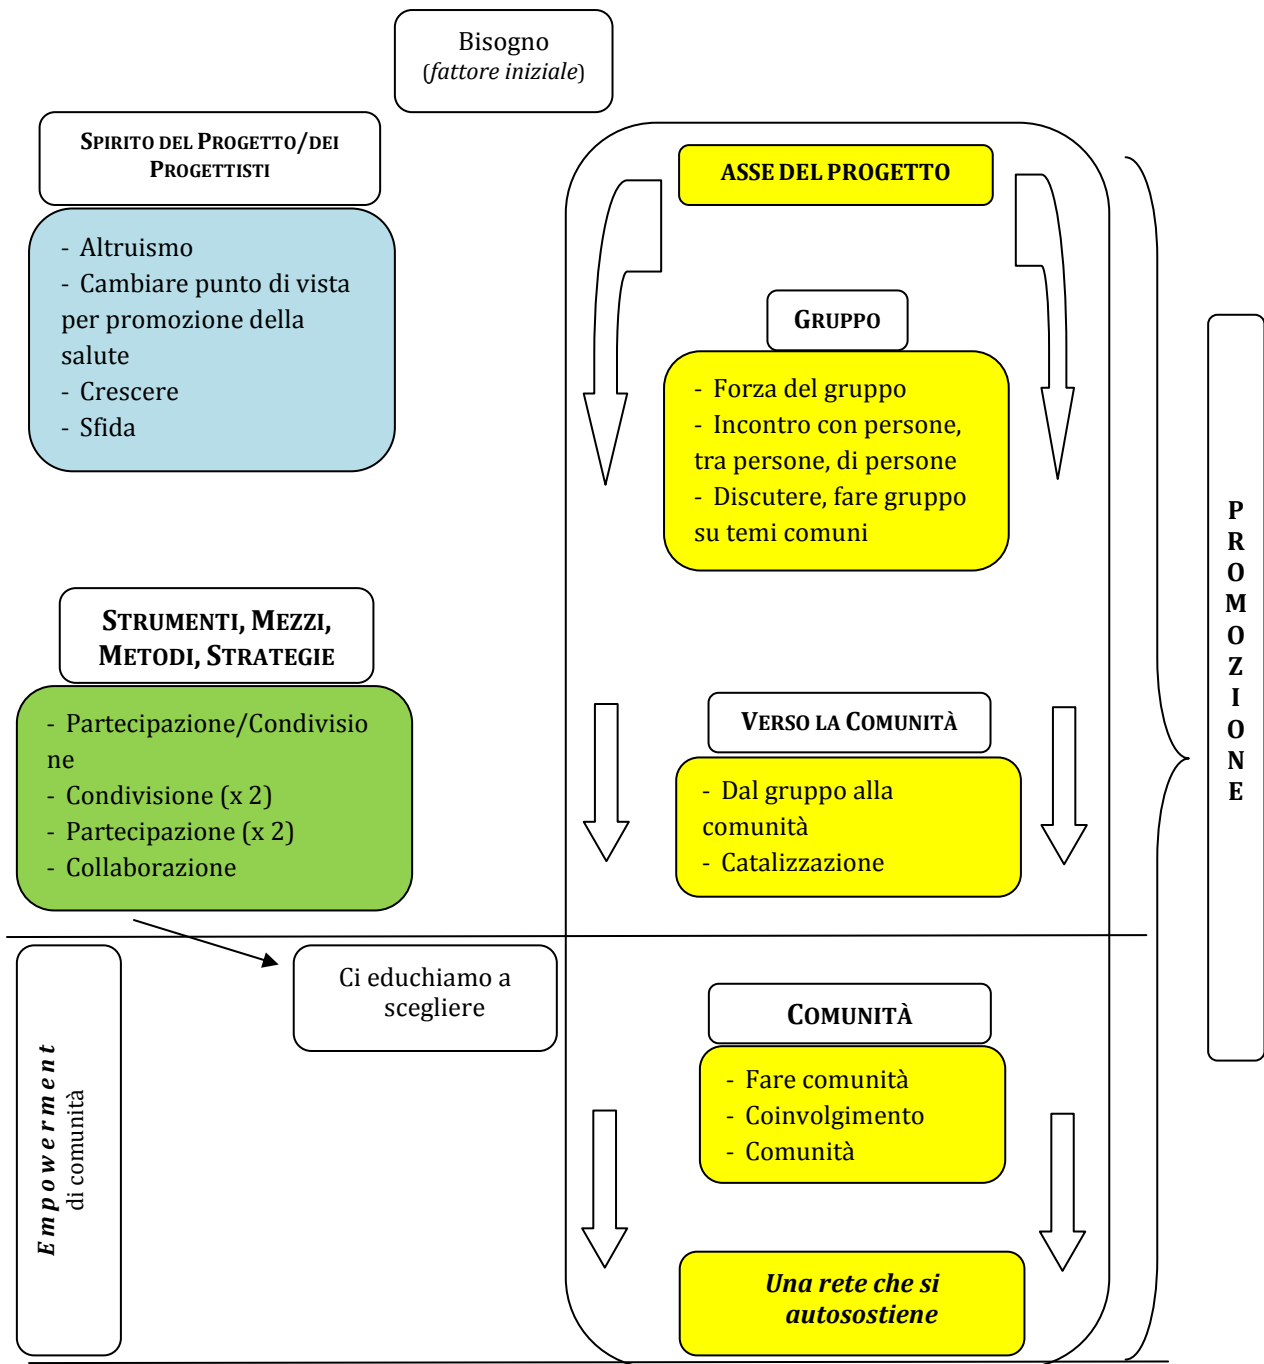 Bisogno
(fattore iniziale)
SPIRITO DEL PROGETTO/DEI
PROGETTISTI
- Altruismo
- Cambiare punto di vista
per promozione della
salute
- Crescere
- Sfida
STRUMENTI, MEZZI,
METODI, STRATEGIE
- Partecipazione/Condivisio
ne
- Condivisione (x 2)
- Partecipazione (x 2)
- Collaborazione
Ci educhiamo a
scegliere
Empowerment
di comunità
ASSE DEL PROGETTO
GRUPPO
- Forza del gruppo
- Incontro con persone,
tra persone, di persone
- Discutere, fare gruppo
su temi comuni
VERSO LA COMUNITÀ
- Dal gruppo alla
comunità
- Catalizzazione
COMUNITÀ
- Fare comunità
- Coinvolgimento
- Comunità
Una rete che si
autosostiene
PROMOZIONE